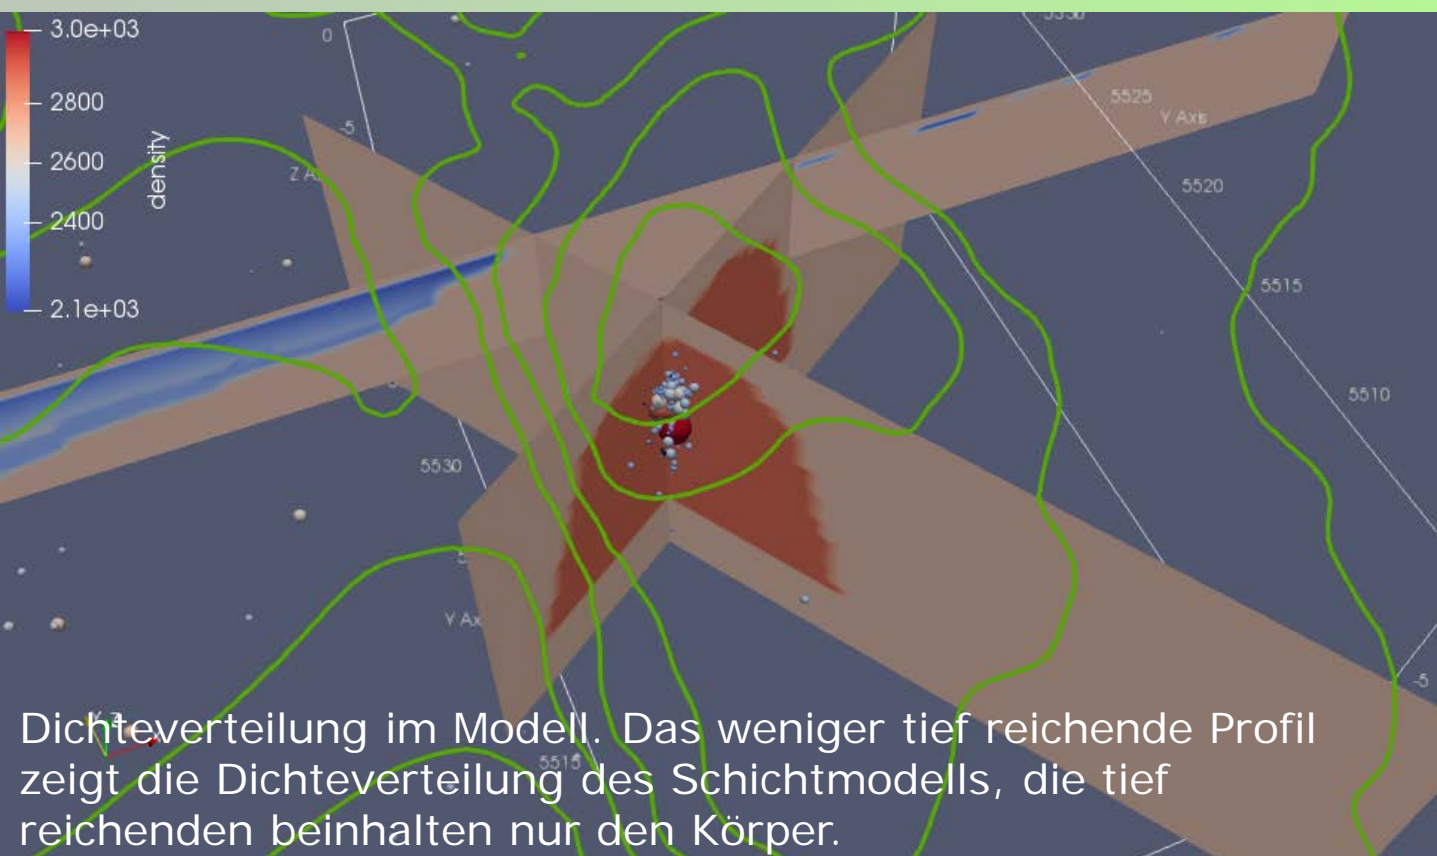 3.0e+03
2800
2600
2400
2.1e+03
density
0
-5
5525
Y Axis
5520
5515
5510
5530
-5
5515
Dichteverteilung im Modell. Das weniger tief reichende Profil
zeigt die Dichteverteilung des Schichtmodells, die tief
reichenden beinhalten nur den Körper.